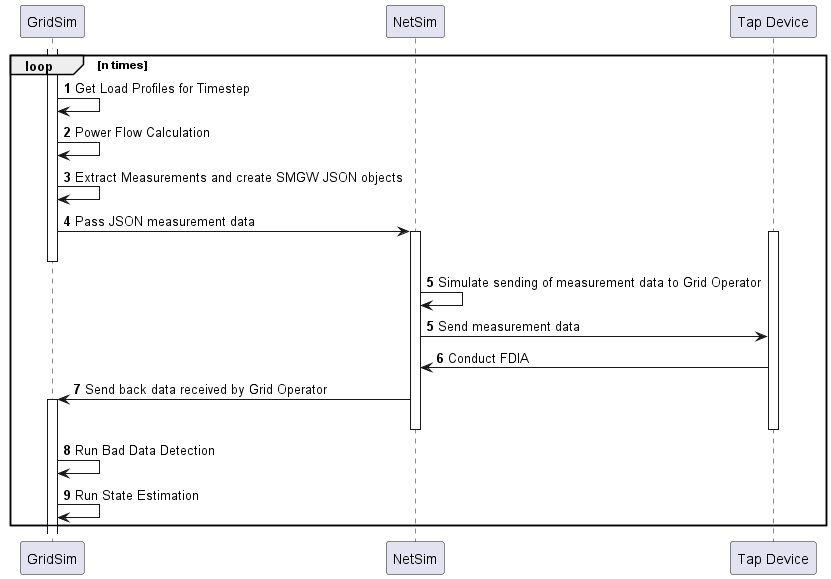 GridSim
NetSim
Tap Device
loop [n times]
1 Get Load Profiles for Timestep
2 Power Flow Calculation
3 Extract Measurements and create SMGW JSON objects
4 Pass JSON measurement data
5 Simulate sending of measurement data to Grid Operator
5 Send measurement data
6 Conduct FDIA
7 Send back data received by Grid Operator
8 Run Bad Data Detection
9 Run State Estimation
GridSim
NetSim
Tap Device